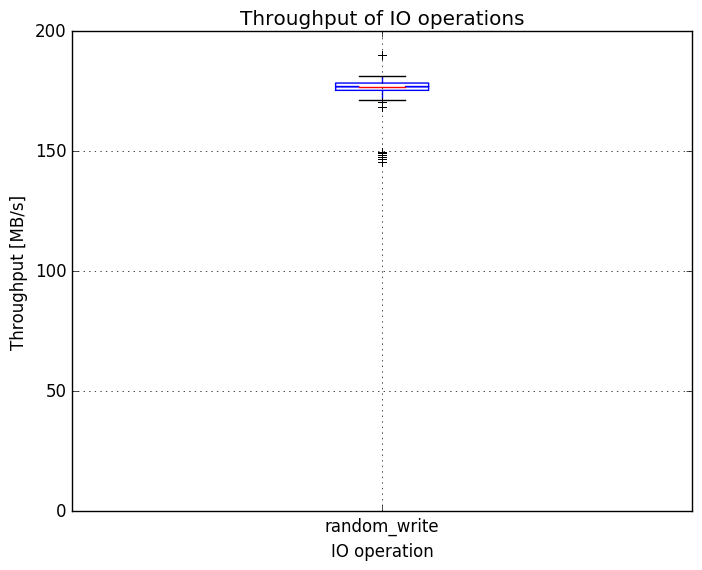 Throughput of IO operations
200
150
100
50
0
Throughput [MB/s]
random_write
IO operation